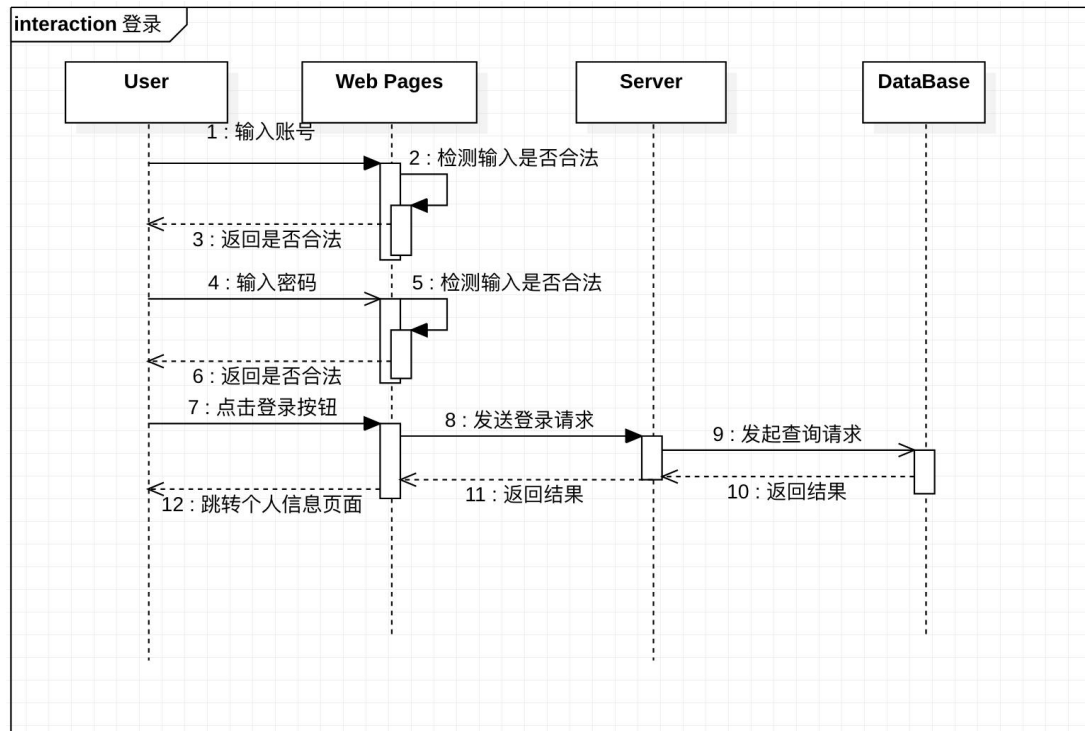 interaction 登录
User
Web Pages
Server
DataBase
1 : 输入账号
2 : 检测输入是否合法
3 : 返回是否合法
4 : 输入密码
5 : 检测输入是否合法
6 : 返回是否合法
7 : 点击登录按钮
8 : 发送登录请求
9 : 发起查询请求
10 : 返回结果
11 : 返回结果
12 : 跳转个人信息页面